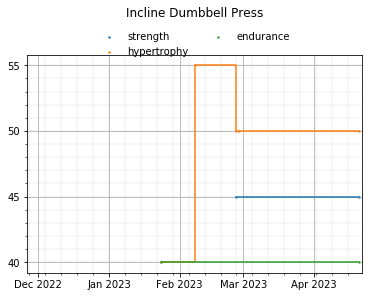 Incline Dumbbell Press
strength
endurance
hypertrophy
55
50
45
40
Dec 2022 Jan 2023 Feb 2023 Mar 2023 Apr 2023